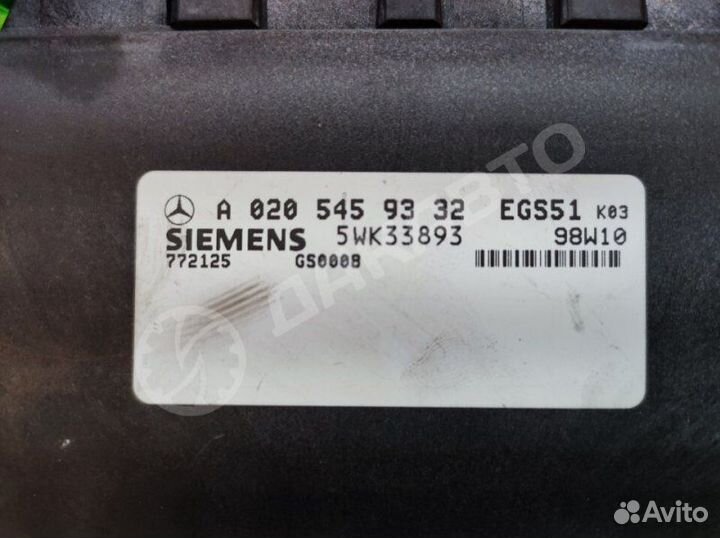 A 020 545 93 32 EGS51 K03
SIEMENS 5WK33893 98W10
772125 GS0008
ДАКАВТО
Avito